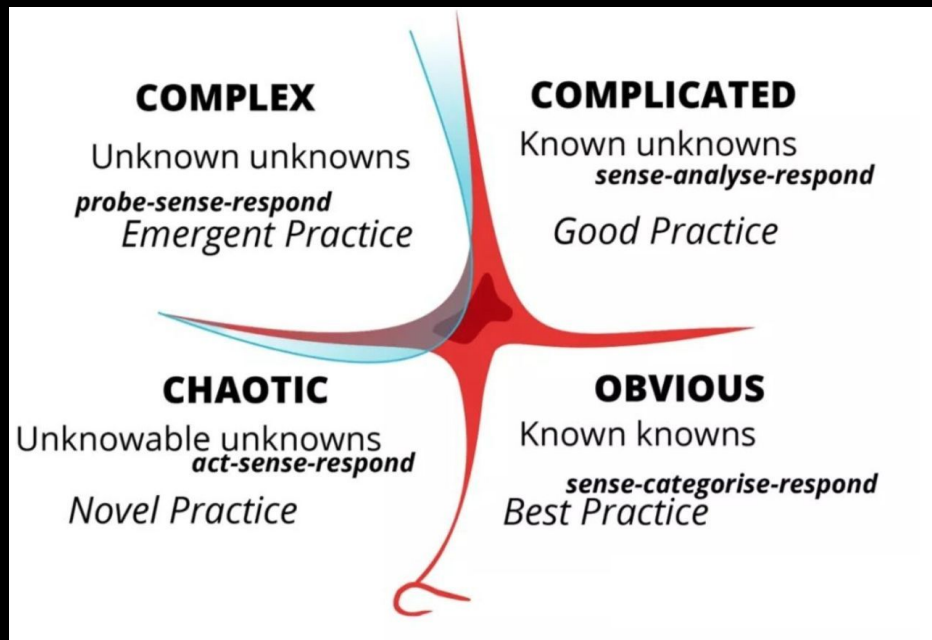 COMPLEX
Unknown unknowns
probe-sense-respond
Emergent Practice
COMPLICATED
Known unknowns
sense-analyse-respond
Good Practice
CHAOTIC
Unknowable unknowns
act-sense-respond
Novel Practice
OBVIOUS
Known knowns
sense-categorise-respond
Best Practice